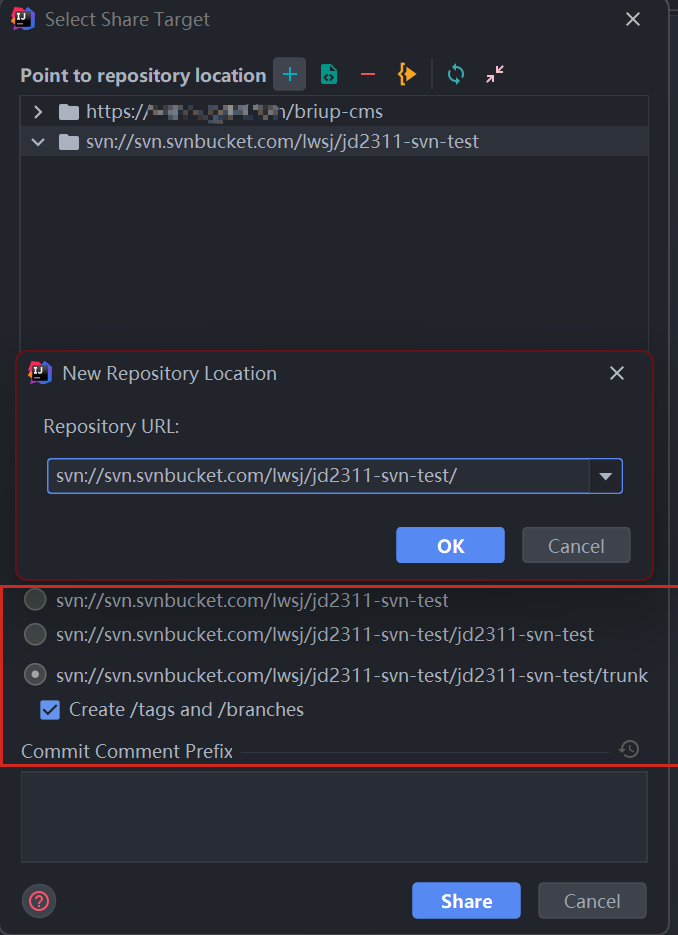 Select Share Target
Point to repository location
https:// n/briup-cms
svn://svn.svnbucket.com/lwsj/jd2311-svn-test
New Repository Location
Repository URL:
svn://svn.svnbucket.com/lwsj/jd2311-svn-test/
OK Cancel
svn://svn.svnbucket.com/lwsj/jd2311-svn-test
svn://svn.svnbucket.com/lwsj/jd2311-svn-test/jd2311-svn-test
svn://svn.svnbucket.com/lwsj/jd2311-svn-test/jd2311-svn-test/trunk
Create /tags and /branches
Commit Comment Prefix
Share Cancel